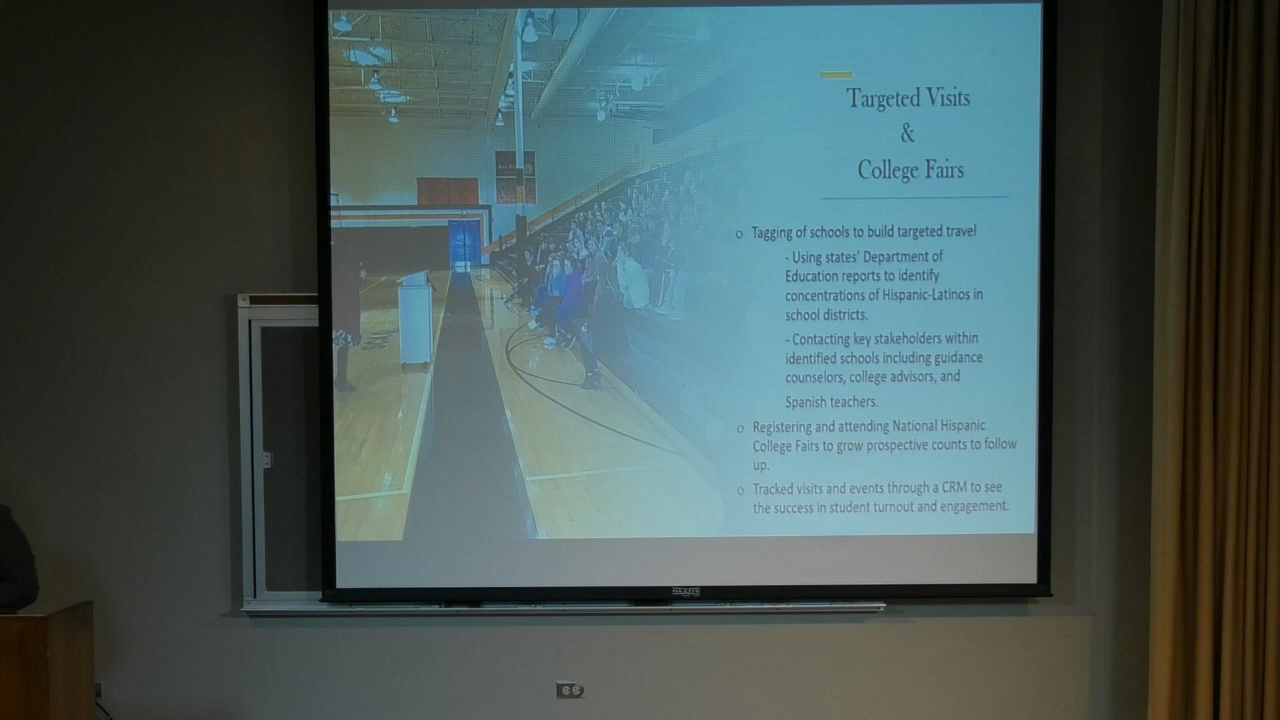 Targeted Visits
&
College Fairs
o Tagging of schools to build targeted travel
- Using states' Department of
Education reports to identify
concentrations of Hispanic-Latinos in
school districts.
- Contacting key stakeholders within
identified schools including guidance
counselors, college advisors, and
Spanish teachers.
o Registering and attending National Hispanic
College Fairs to grow prospective counts to follow
up.
o Tracked visits and events through a CRM to see
the success in student turnout and engagement.
DA-LITE